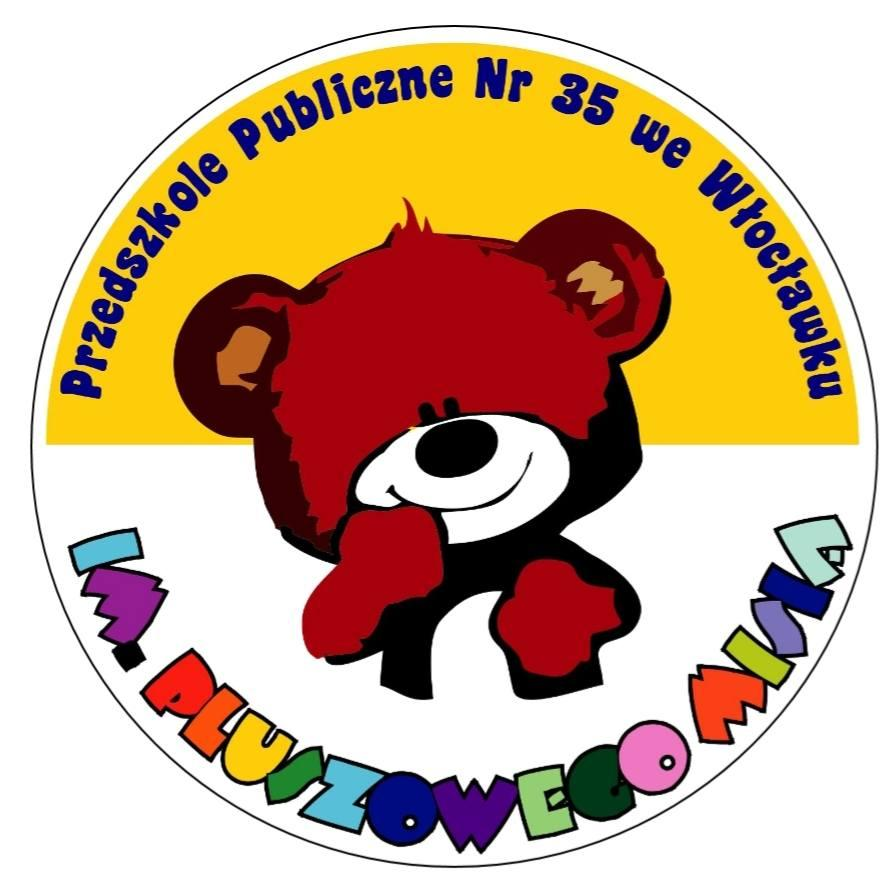 Przedszkole Publiczne Nr 35 we Włocławku
IM. PLUSZOWEGO MISIA